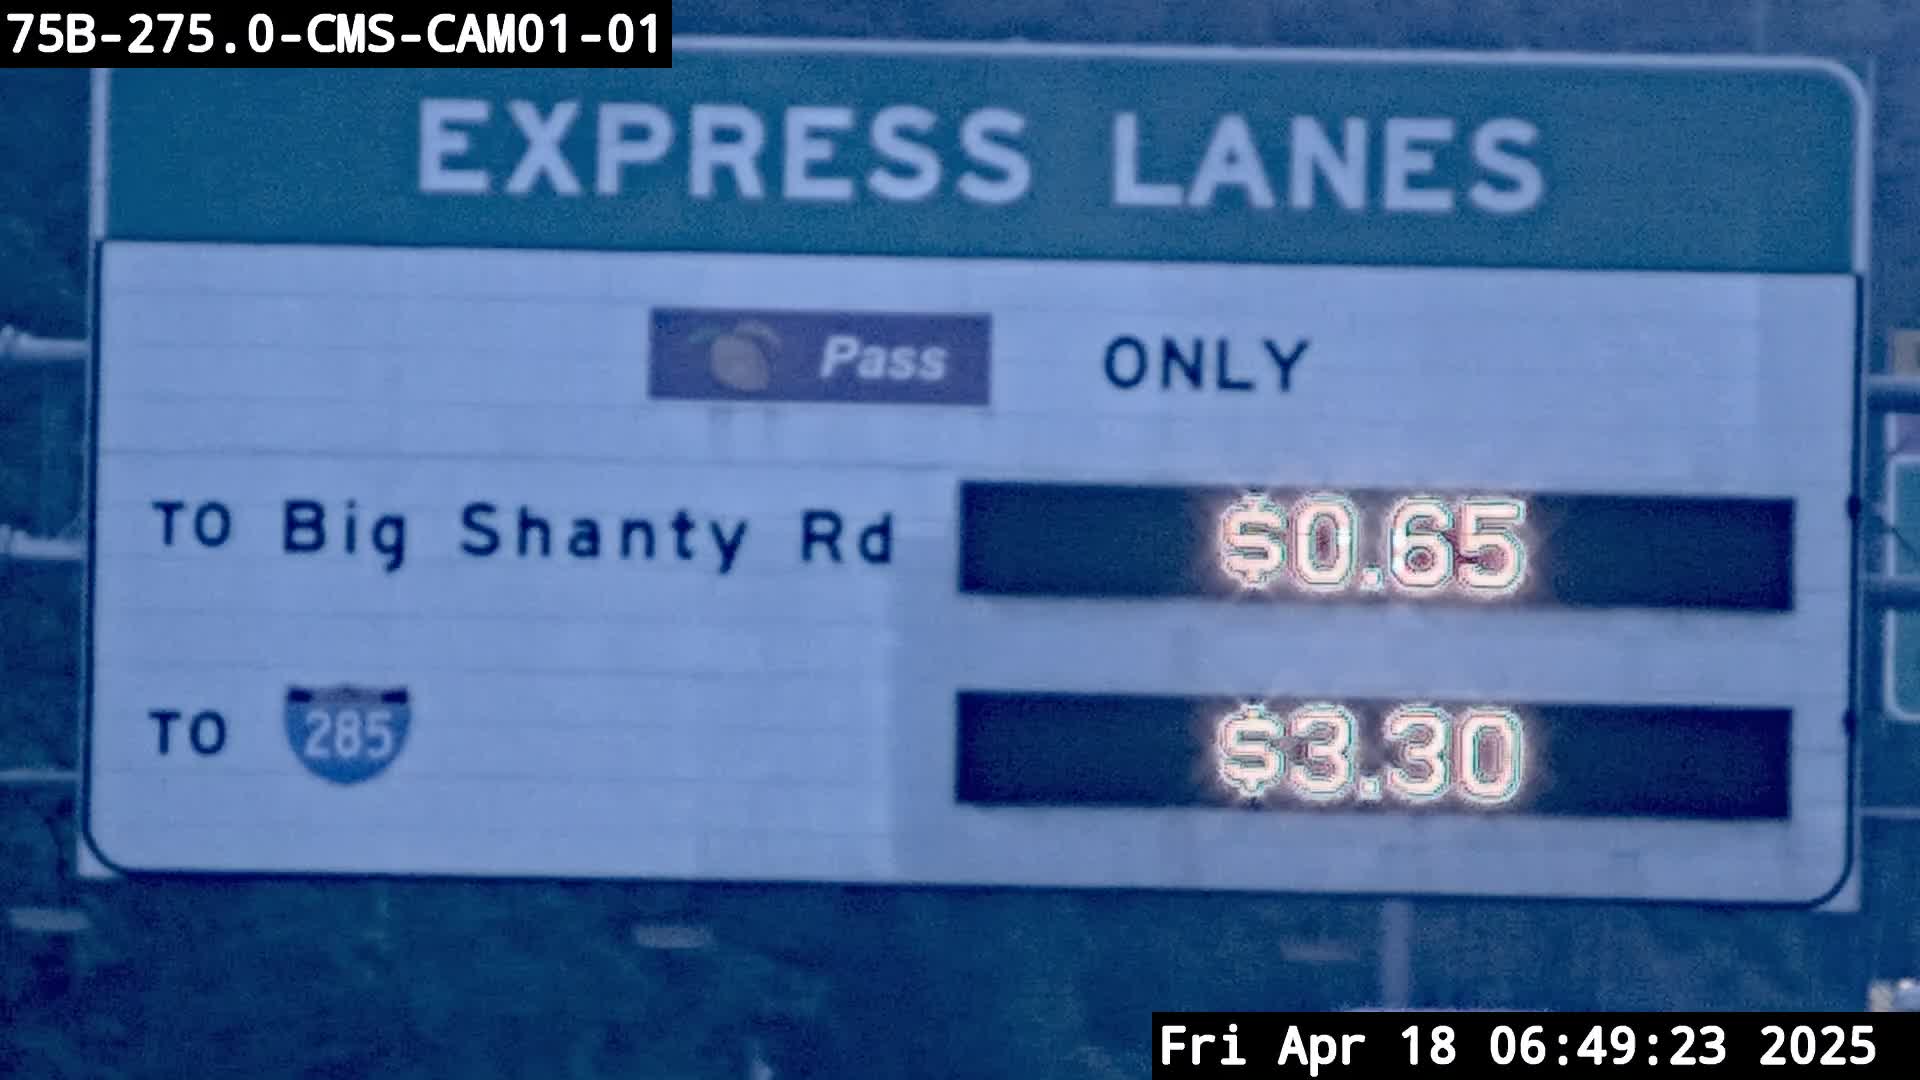 75B-275.0-CMS-CAM01-01
EXPRESS LANES
Pass ONLY
TO Big Shanty Rd $0.65
TO 285 $3.30
Fri Apr 18 06:49:23 2025